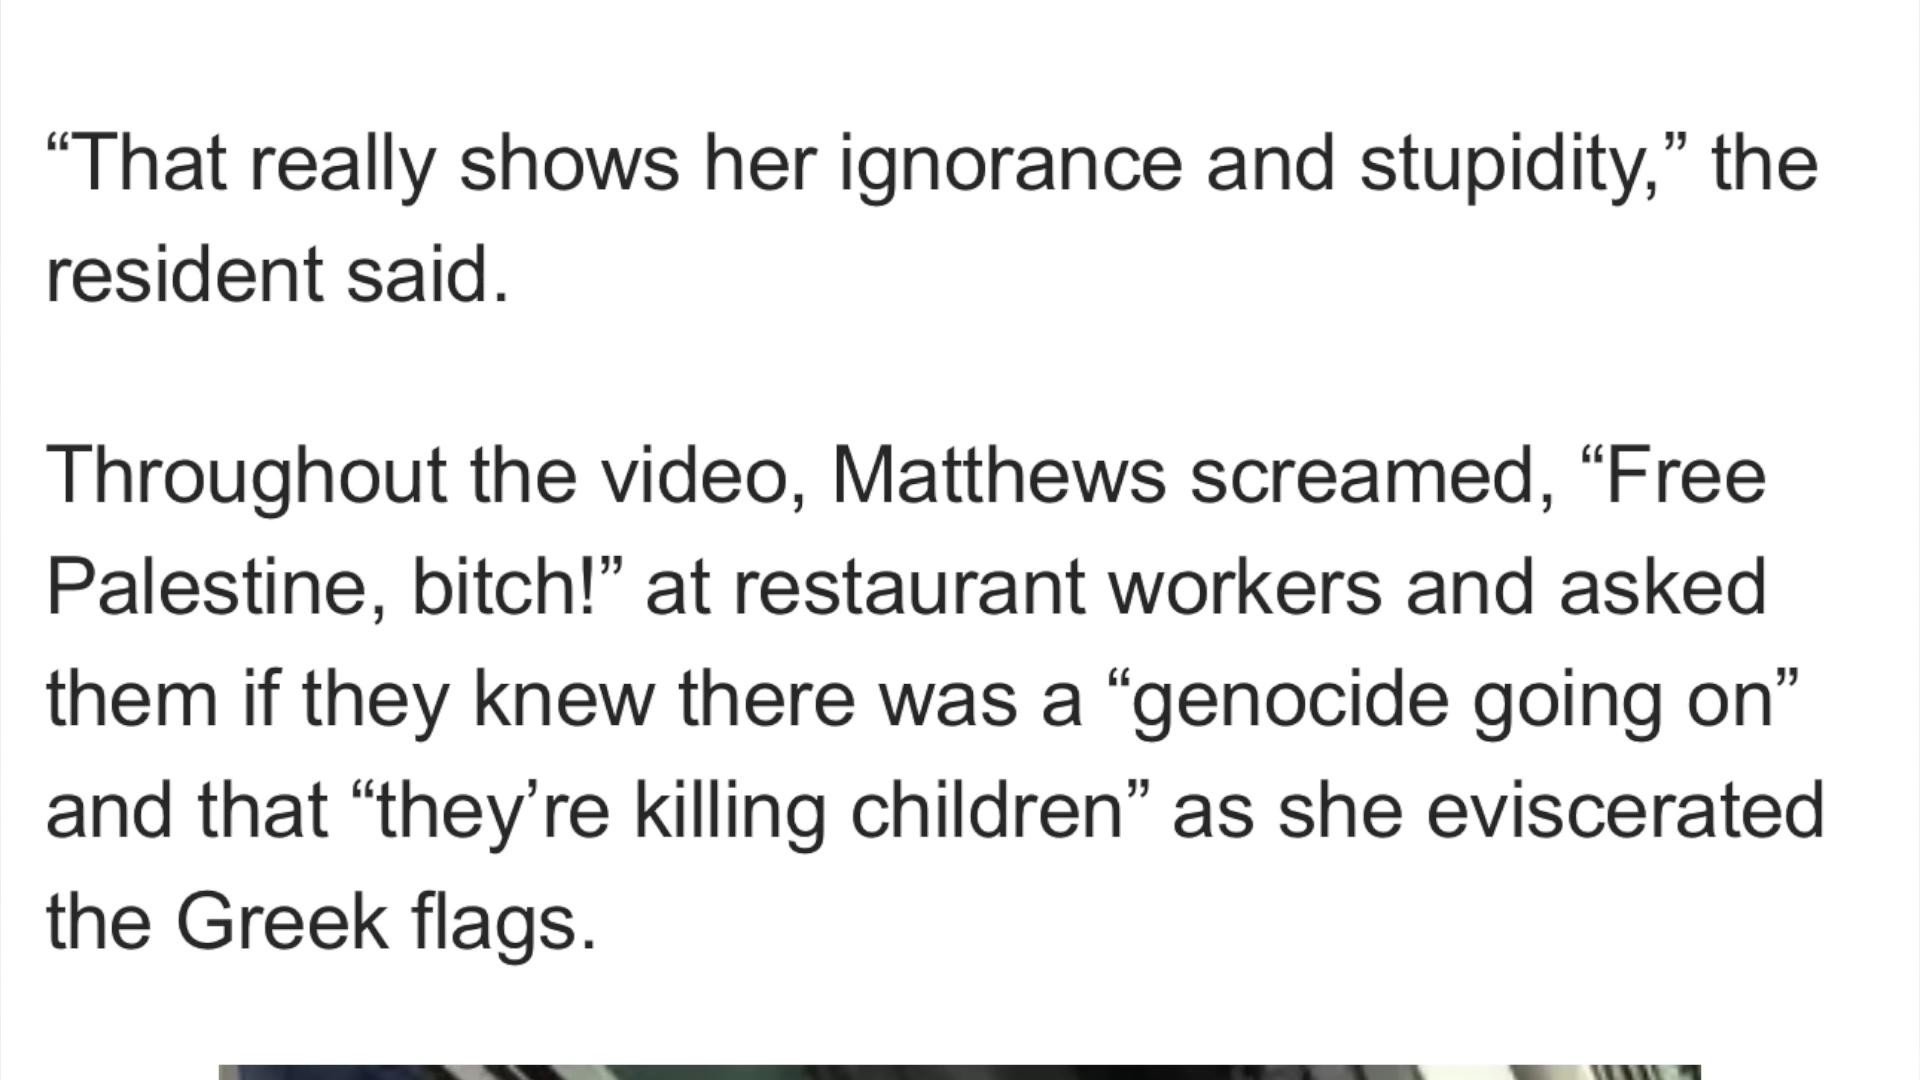 “That really shows her ignorance and stupidity,” the
resident said.
Throughout the video, Matthews screamed, “Free
Palestine, bitch!” at restaurant workers and asked
them if they knew there was a “genocide going on”
and that “they’re killing children” as she eviscerated
the Greek flags.